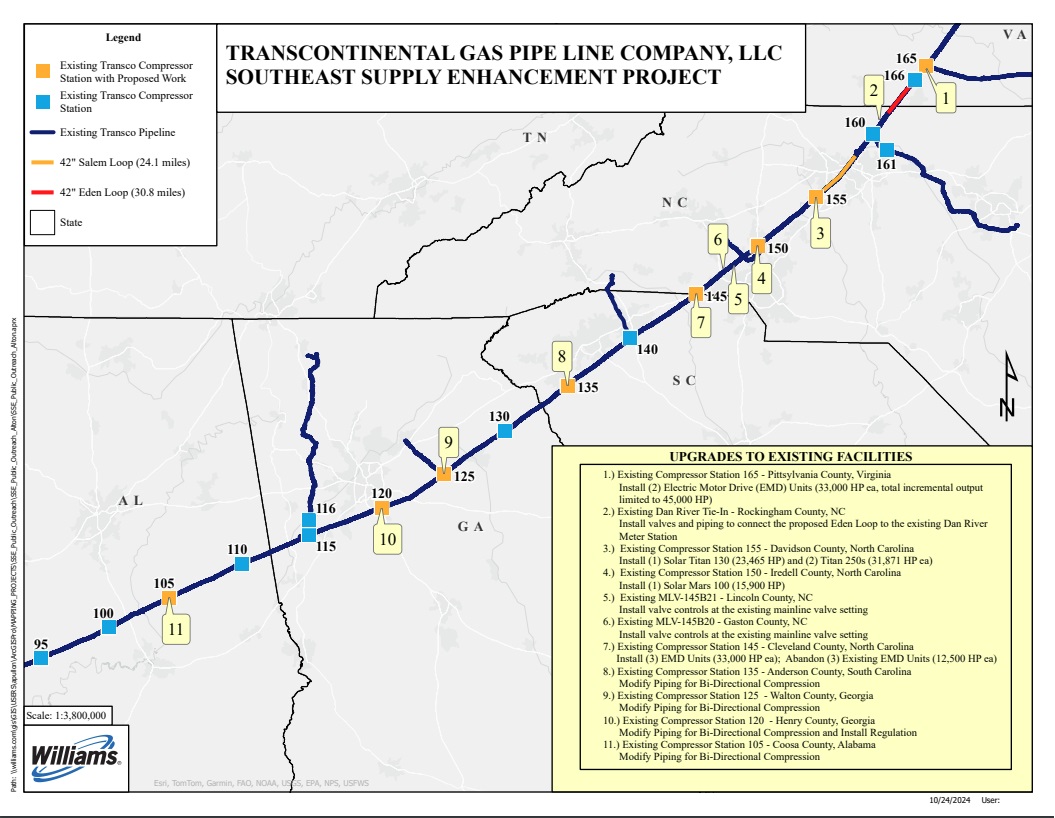 Legend
Existing Transco Compressor
Station with Proposed Work
Existing Transco Compressor
Station
Existing Transco Pipeline
42" Salem Loop (24.1 miles)
42" Eden Loop (30.8 miles)
State
TRANSCONTINENTAL GAS PIPE LINE COMPANY, LLC
SOUTHEAST SUPPLY ENHANCEMENT PROJECT
VA
165
166
1
2
160
161
TN
NC
155
3
6
150
4
5
145
7
140
8
135
SC
130
9
125
120
10
GA
116
115
AL
110
105
11
100
95
UPGRADES TO EXISTING FACILITIES
1.) Existing Compressor Station 165 - Pittsylvania County, Virginia
Install (2) Electric Motor Drive (EMD) Units (33,000 HP ea, total incremental output
limited to 45,000 HP)
2.) Existing Dan River Tie-In - Rockingham County, NC
Install valves and piping to connect the proposed Eden Loop to the existing Dan River
Meter Station
3.) Existing Compressor Station 155 - Davidson County, North Carolina
Install (1) Solar Titan 130 (23,465 HP) and (2) Titan 250s (31,871 HP ea)
4.) Existing Compressor Station 150 - Iredell County, North Carolina
Install (1) Solar Mars 100 (15,900 HP)
5.) Existing MLV-145B21 - Lincoln County, NC
Install valve controls at the existing mainline valve setting
6.) Existing MLV-145B20 - Gaston County, NC
Install valve controls at the existing mainline valve setting
7.) Existing Compressor Station 145 - Cleveland County, North Carolina
Install (3) EMD Units (33,000 HP ea); Abandon (3) Existing EMD Units (12,500 HP ea)
8.) Existing Compressor Station 135 - Anderson County, South Carolina
Modify Piping for Bi-Directional Compression
9.) Existing Compressor Station 125 - Walton County, Georgia
Modify Piping for Bi-Directional Compression
10.) Existing Compressor Station 120 - Henry County, Georgia
Modify Piping for Bi-Directional Compression and Install Regulation
11.) Existing Compressor Station 105 - Coosa County, Alabama
Modify Piping for Bi-Directional Compression
N
Scale: 1:3,800,000
Williams®
Esri, TomTom, Garmin, FAO, NOAA, USGS, EPA, NPS, USFWS
10/24/2024 User: